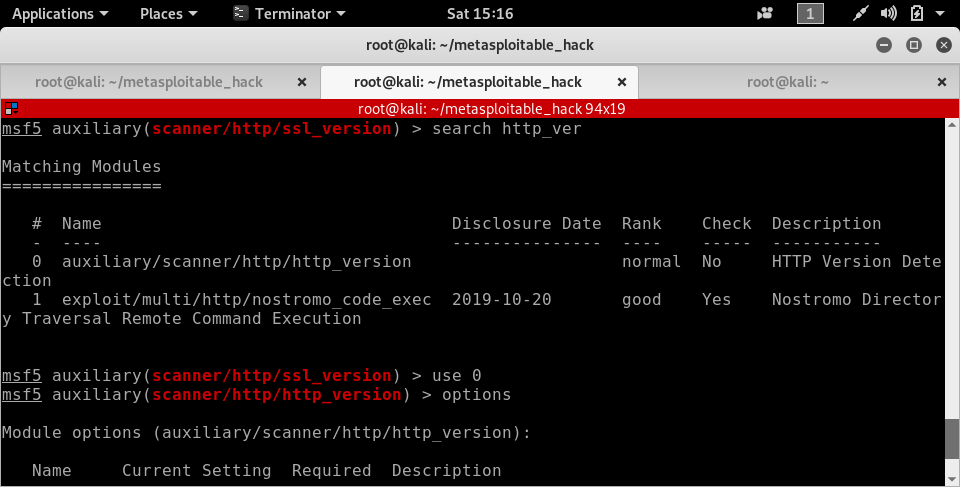 Applications Places Terminator Sat 15:16 1
root@kali: ~/metasploitable_hack
root@kali: ~/metasploitable_hack × root@kali: ~/metasploitable_hack × root@kali: ~ ×
root@kali: ~/metasploitable_hack 94x19
msf5 auxiliary(scanner/http/ssl_version) > search http_ver
Matching Modules
================
# Name Disclosure Date Rank Check Description
- ---- --------------- ---- ----- -----------
0 auxiliary/scanner/http/http_version normal No HTTP Version Dete
ction
1 exploit/multi/http/nostromo_code_exec 2019-10-20 good Yes Nostromo Director
y Traversal Remote Command Execution
msf5 auxiliary(scanner/http/ssl_version) > use 0
msf5 auxiliary(scanner/http/http_version) > options
Module options (auxiliary/scanner/http/http_version):
Name Current Setting Required Description